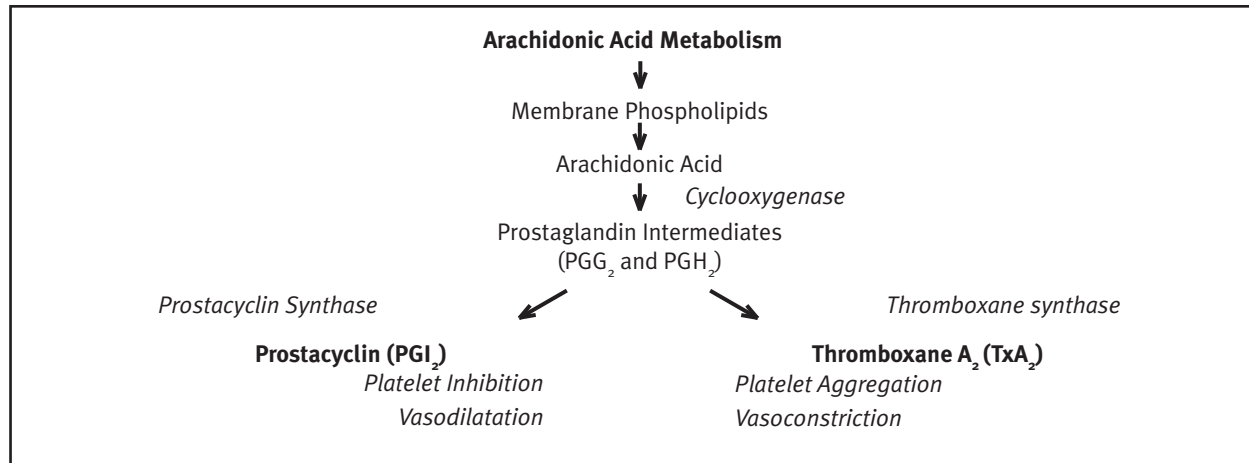 Arachidonic Acid Metabolism
Membrane Phospholipids
Arachidonic Acid
Cyclooxygenase
Prostaglandin Intermediates
(PGG₂ and PGH₂)
Prostacyclin Synthase
Thromboxane synthase
Prostacyclin (PGI₂)
Platelet Inhibition
Vasodilatation
Thromboxane A₂ (TxA₂)
Platelet Aggregation
Vasoconstriction